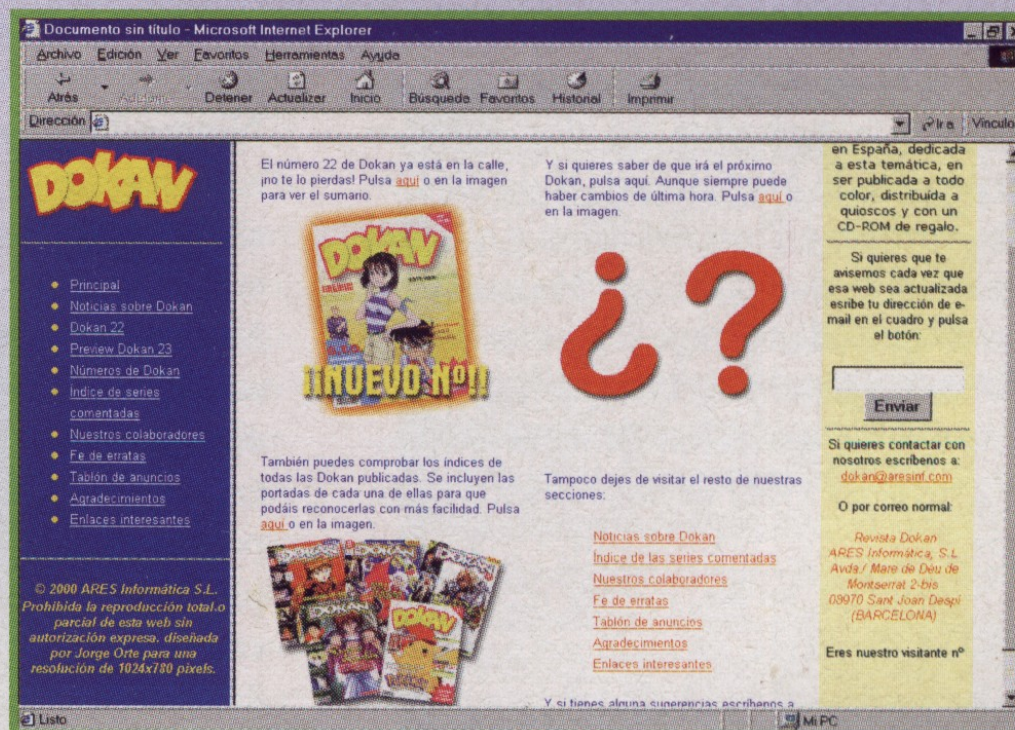 Documento sin título - Microsoft Internet Explorer
Archivo Edición Ver Favoritos Herramientas Ayuda
Atrás Adelante Detener Actualizar Inicio Búsqueda Favoritos Historial Imprimir
Dirección Ir a Vínculo
DOKAN
Principal
Noticias sobre Dokan
Dokan 22
Preview Dokan 23
Números de Dokan
Índice de series
comentadas
Nuestros colaboradores
Fe de erratas
Tablón de anuncios
Agradecimientos
Enlaces interesantes
© 2000 ARES Informática S.L.
Prohibida la reproducción total o
parcial de esta web sin
autorización expresa. diseñada
por Jorge Orte para una
resolución de 1024x780 pixels.
El número 22 de Dokan ya está en la calle,
¡no te lo pierdas! Pulsa aquí o en la imagen
para ver el sumario.
DOKAN
¡¡NUEVO Nº!!
También puedes comprobar los índices de
todas las Dokan publicadas. Se incluyen las
portadas de cada una de ellas para que
podáis reconocerlas con más facilidad. Pulsa
aquí o en la imagen.
DOKAN
DOKAN
Y si quieres saber de que irá el próximo
Dokan, pulsa aquí. Aunque siempre puede
haber cambios de última hora. Pulsa aquí o
en la imagen.
¿?
Tampoco dejes de visitar el resto de nuestras
secciones:
Noticias sobre Dokan
Índice de las series comentadas
Nuestros colaboradores
Fe de erratas
Tablón de anuncios
Agradecimientos
Enlaces interesantes
Y si tienes alguna sugerencias escríbenos a
en España, dedicada
a esta temática, en
ser publicada a todo
color, distribuida a
quioscos y con un
CD-ROM de regalo.
Si quieres que te
avisemos cada vez que
esa web sea actualizada
esribe tu dirección de e-
mail en el cuadro y pulsa
el botón:
Enviar
Si quieres contactar con
nosotros escríbenos a:
dokan@aresinf.com
O por correo normal:
Revista Dokan
ARES Informática, S.L.
Avda./ Mare de Déu de
Montserrat 2-bis
08970 Sant Joan Despí
(BARCELONA)
Eres nuestro visitante nº
Listo
Mi PC